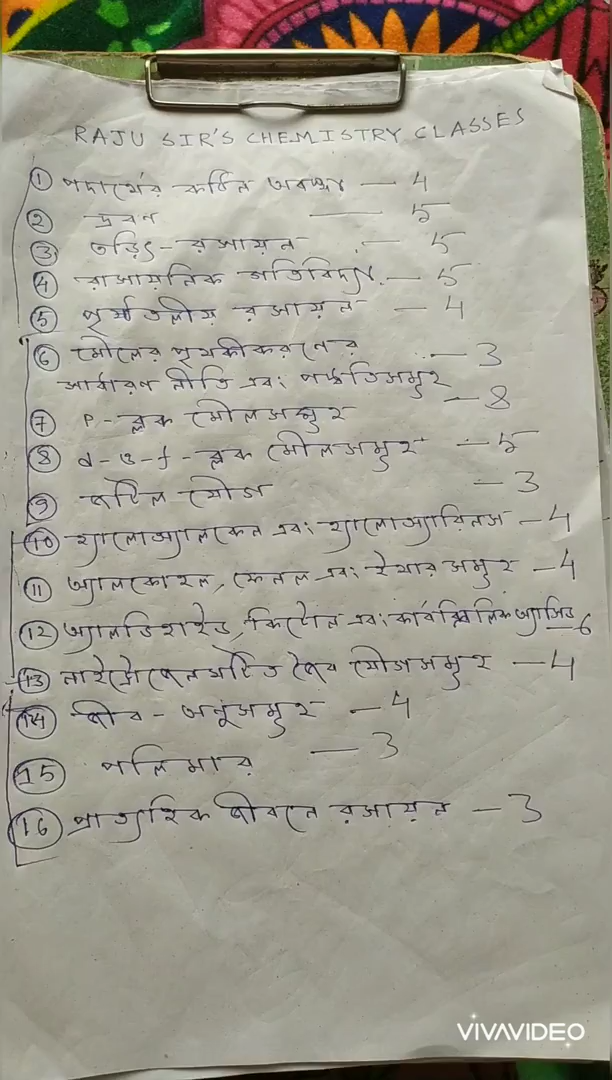 RAJU SIR'S CHEMISTRY CLASSES
① পদার্থের কঠিন অবস্থা — 4
② দ্রবণ — 5
③ তড়িৎ-রসায়ন — 5
④ রাসায়নিক গতিবিদ্যা — 5
⑤ পৃষ্ঠতলীয় রসায়ন — 4
⑥ মৌলের পৃথকীকরণের — 3
সাধারণ নীতি এবং পদ্ধতিসমূহ
⑦ P-ব্লক মৌলসমূহ — 8
⑧ d-ও-f-ব্লক মৌলসমূহ — 5
⑨ জটিল যৌগ — 3
⑩ হ্যালোঅ্যালকেন এবং হ্যালোঅ্যারিনস — 4
⑪ অ্যালকোহল, ফেনল এবং ইথার সমূহ — 4
⑫ অ্যালডিহাইড, কিটোন এবং কার্বক্সিলিক অ্যাসিড — 6
⑬ নাইট্রোজেনঘটিত জৈব যৌগসমূহ — 4
⑭ জীব-অনুসমূহ — 4
⑮ পলিমার — 3
⑯ প্রাত্যহিক জীবনে রসায়ন — 3
VIVAVIDEO